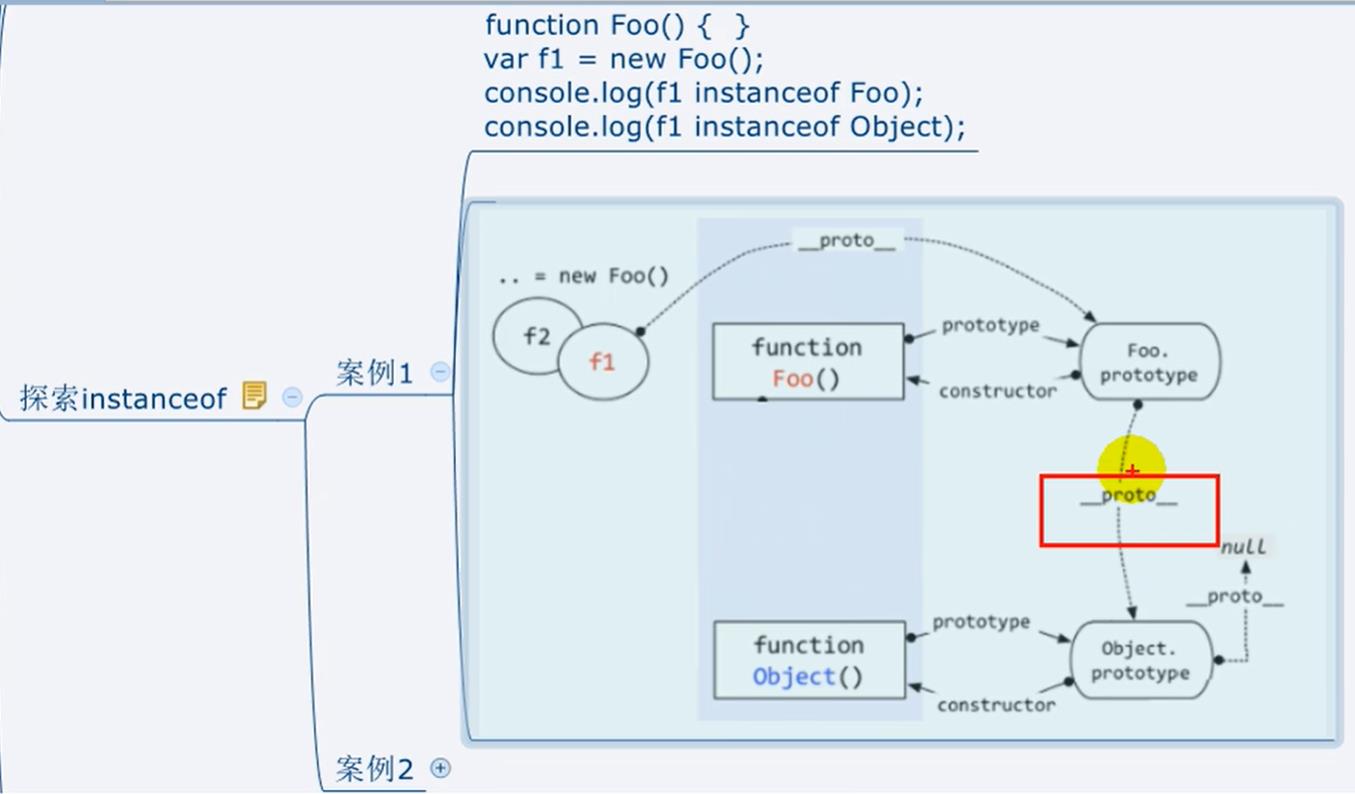 function Foo() {  }
var f1 = new Foo();
console.log(f1 instanceof Foo);
console.log(f1 instanceof Object);
探索instanceof
案例1
案例2
.. = new Foo()
f2
f1
__proto__
function
Foo()
prototype
constructor
Foo.
prototype
__proto__
null
__proto__
function
Object()
prototype
constructor
Object.
prototype